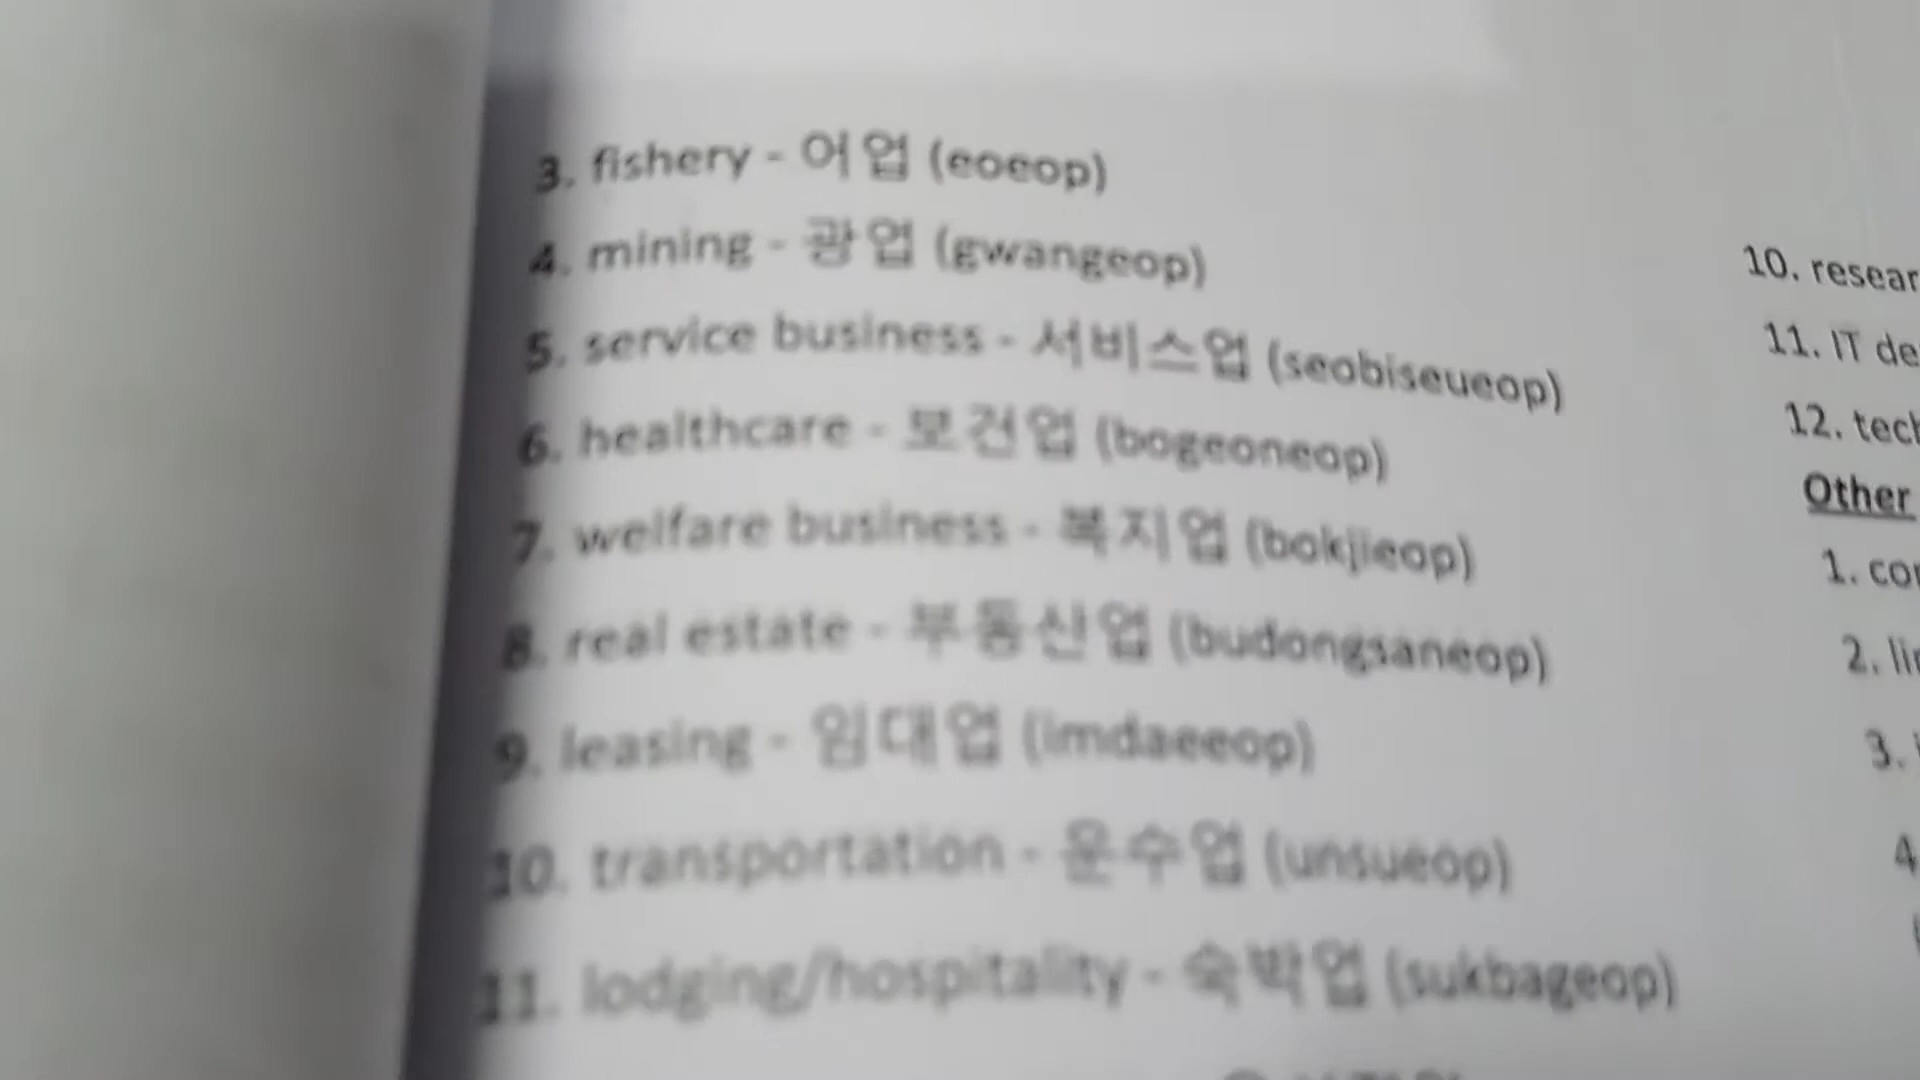 3. fishery - 어업 (eoeop)
4. mining - 광업 (gwangeop)
5. service business - 서비스업 (seobiseueop)
6. healthcare - 보건업 (bogeoneop)
7. welfare business - 복지업 (bokjieop)
8. real estate - 부동산업 (budongsaneop)
9. leasing - 임대업 (imdaeeop)
10. transportation - 운수업 (unsueop)
11. lodging/hospitality - 숙박업 (sukbageop)
10. resear
11. IT de
12. tech
Other
1. co
2. li
3.
4